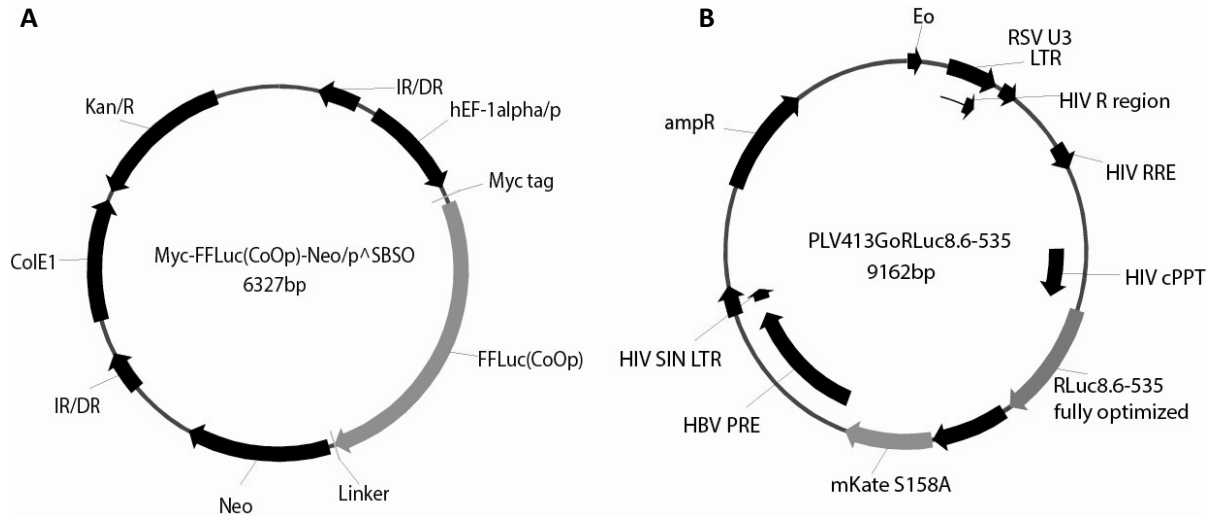 A
IR/DR
Kan/R
hEF-1alpha/p
Myc tag
ColE1
Myc-FFLuc(CoOp)-Neo/p^SBSO
6327bp
FFLuc(CoOp)
IR/DR
Linker
Neo
B
Eo
RSV U3
LTR
HIV R region
ampR
HIV RRE
PLV413GoRLuc8.6-535
9162bp
HIV cPPT
HIV SIN LTR
RLuc8.6-535
fully optimized
HBV PRE
mKate S158A